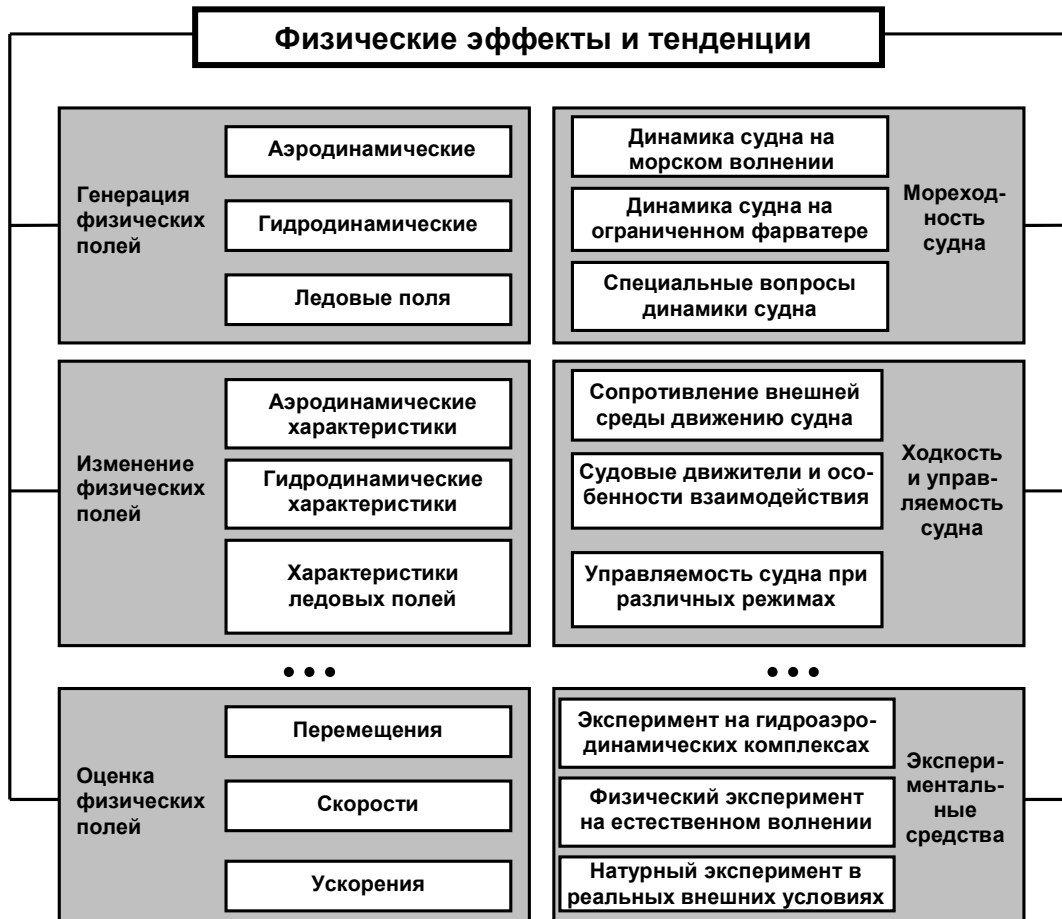 Физические эффекты и тенденции
Генерация
физических
полей
Аэродинамические
Гидродинамические
Ледовые поля
Динамика судна на
морском волнении
Динамика судна на
ограниченном фарватере
Специальные вопросы
динамики судна
Мореход-
ность
судна
Изменение
физических
полей
Аэродинамические
характеристики
Гидродинамические
характеристики
Характеристики
ледовых полей
Сопротивление внешней
среды движению судна
Судовые движители и осо-
бенности взаимодействия
Управляемость судна при
различных режимах
Ходкость
и управ-
ляемость
судна
• • •
• • •
Оценка
физических
полей
Перемещения
Скорости
Ускорения
Эксперимент на гидроаэро-
динамических комплексах
Физический эксперимент
на естественном волнении
Натурный эксперимент в
реальных внешних условиях
Экспери-
менталь-
ные
средства